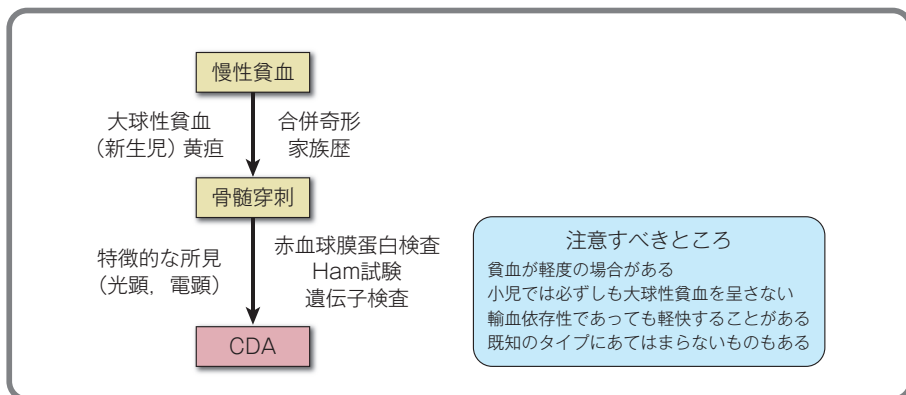 慢性貧血
大球性貧血
（新生児）黄疸
合併奇形
家族歴
骨髄穿刺
特徴的な所見
（光顕，電顕）
赤血球膜蛋白検査
Ham試験
遺伝子検査
CDA
注意すべきところ
貧血が軽度の場合がある
小児では必ずしも大球性貧血を呈さない
輸血依存性であっても軽快することがある
既知のタイプにあてはまらないものもある